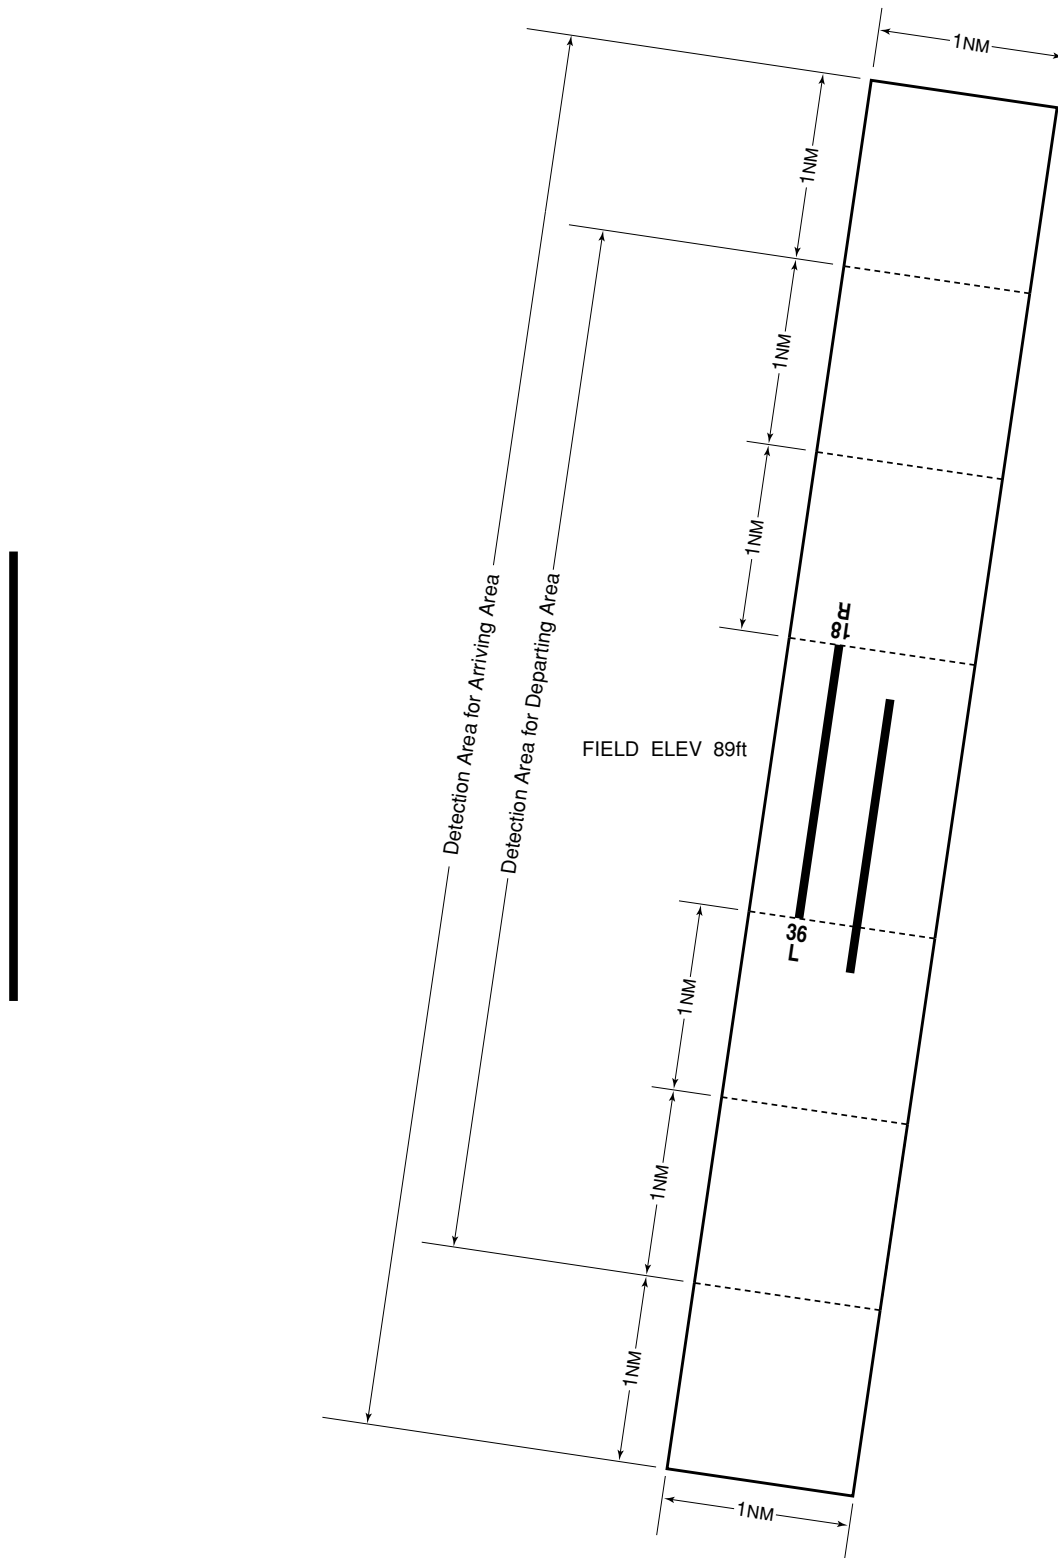 1NM
1NM
1NM
1NM
Detection Area for Arriving Area
Detection Area for Departing Area
18
R
FIELD ELEV 89ft
36
L
1NM
1NM
1NM
1NM